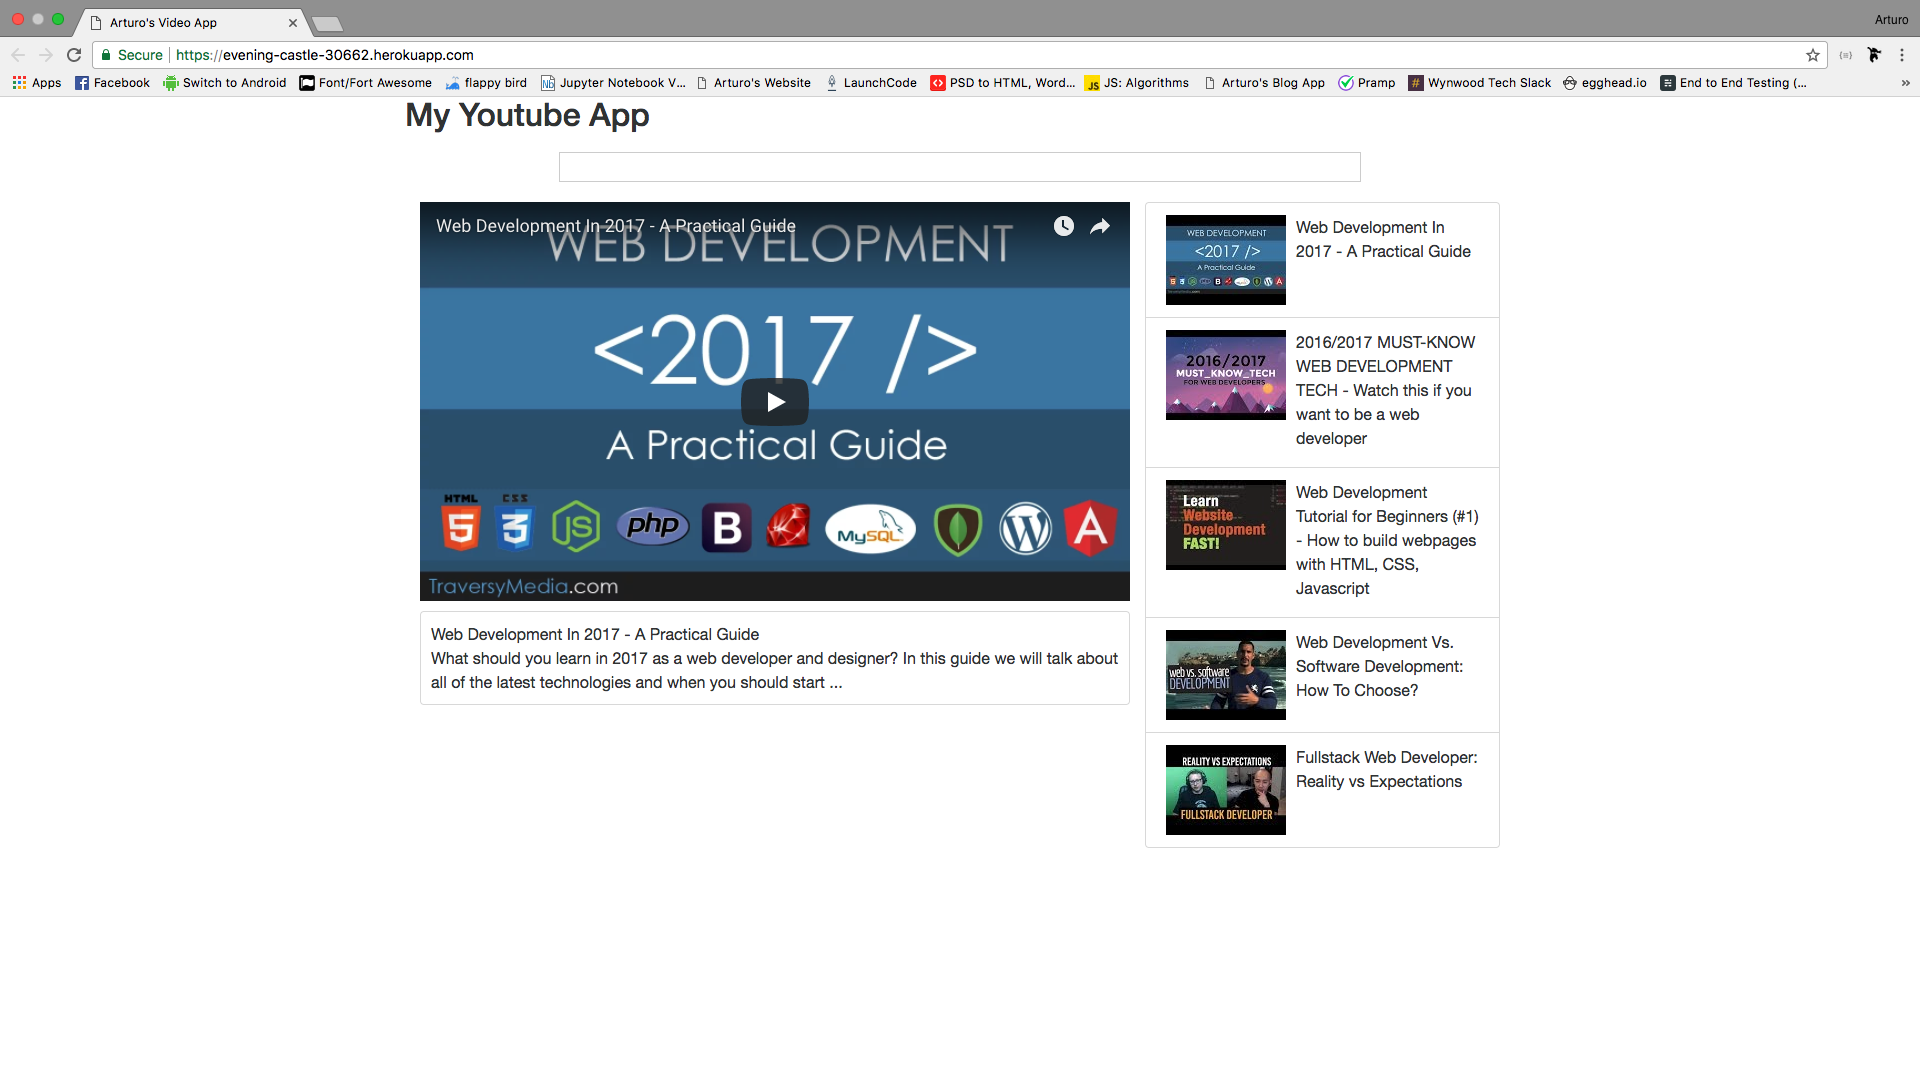 Arturo's Video App
Arturo
Secure https://evening-castle-30662.herokuapp.com
Apps Facebook Switch to Android Font/Fort Awesome flappy bird Jupyter Notebook V... Arturo's Website LaunchCode PSD to HTML, Word... JS: Algorithms Arturo's Blog App Pramp Wynwood Tech Slack egghead.io End to End Testing (... »
My Youtube App
Web Development In 2017 - A Practical Guide
WEB DEVELOPMENT
<2017 />
A Practical Guide
HTML CSS
5 3 JS php B MySQL W A
TraversyMedia.com
Web Development In 2017 - A Practical Guide
What should you learn in 2017 as a web developer and designer? In this guide we will talk about
all of the latest technologies and when you should start ...
WEB DEVELOPMENT
<2017 />
A Practical Guide
Web Development In
2017 - A Practical Guide
2016/2017
MUST_KNOW_TECH
FOR WEB DEVELOPERS
2016/2017 MUST-KNOW
WEB DEVELOPMENT
TECH - Watch this if you
want to be a web
developer
Learn
Website
Development
FAST!
Web Development
Tutorial for Beginners (#1)
- How to build webpages
with HTML, CSS,
Javascript
web vs. software
DEVELOPMENT
Web Development Vs.
Software Development:
How To Choose?
REALITY VS EXPECTATIONS
FULLSTACK DEVELOPER
Fullstack Web Developer:
Reality vs Expectations